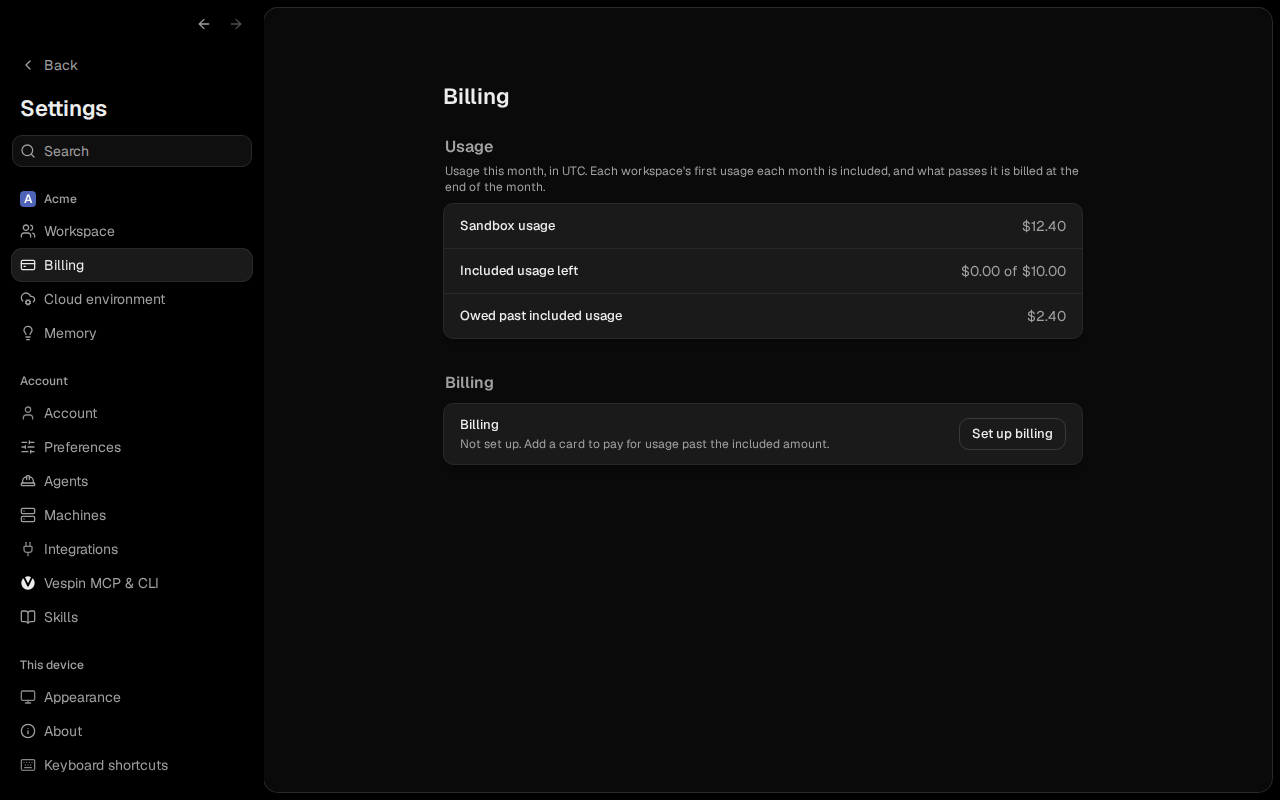 Back
Settings
Search
A Acme
Workspace
Billing
Cloud environment
Memory
Account
Account
Preferences
Agents
Machines
Integrations
Vespin MCP & CLI
Skills
This device
Appearance
About
Keyboard shortcuts
Billing
Usage
Usage this month, in UTC. Each workspace's first usage each month is included, and what passes it is billed at the
end of the month.
Sandbox usage $12.40
Included usage left $0.00 of $10.00
Owed past included usage $2.40
Billing
Billing
Not set up. Add a card to pay for usage past the included amount.
Set up billing